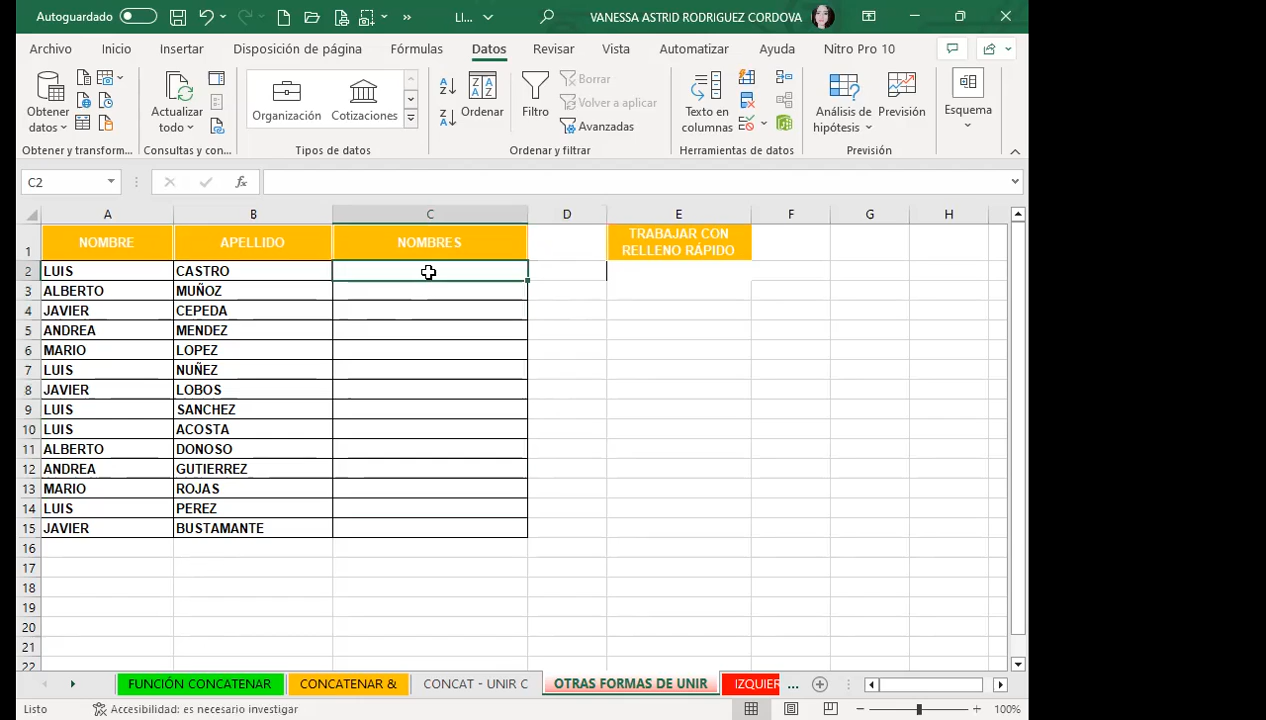 Autoguardado
LI...
VANESSA ASTRID RODRIGUEZ CORDOVA
Archivo Inicio Insertar Disposición de página Fórmulas Datos Revisar Vista Automatizar Ayuda Nitro Pro 10
Obtener datos
Actualizar todo
Organización
Cotizaciones
Ordenar
Filtro
Borrar
Volver a aplicar
Avanzadas
Texto en columnas
Análisis de hipótesis
Previsión
Esquema
Obtener y transform...
Consultas y con...
Tipos de datos
Ordenar y filtrar
Herramientas de datos
Previsión
C2
fx
A B C D E F G H
1 NOMBRE APELLIDO NOMBRES TRABAJAR CON
RELLENO RÁPIDO
2 LUIS CASTRO
3 ALBERTO MUÑOZ
4 JAVIER CEPEDA
5 ANDREA MENDEZ
6 MARIO LOPEZ
7 LUIS NUÑEZ
8 JAVIER LOBOS
9 LUIS SANCHEZ
10 LUIS ACOSTA
11 ALBERTO DONOSO
12 ANDREA GUTIERREZ
13 MARIO ROJAS
14 LUIS PEREZ
15 JAVIER BUSTAMANTE
16
17
18
19
20
21
22
FUNCIÓN CONCATENAR CONCATENAR & CONCAT - UNIR C OTRAS FORMAS DE UNIR IZQUIER ...
Listo Accesibilidad: es necesario investigar 100%